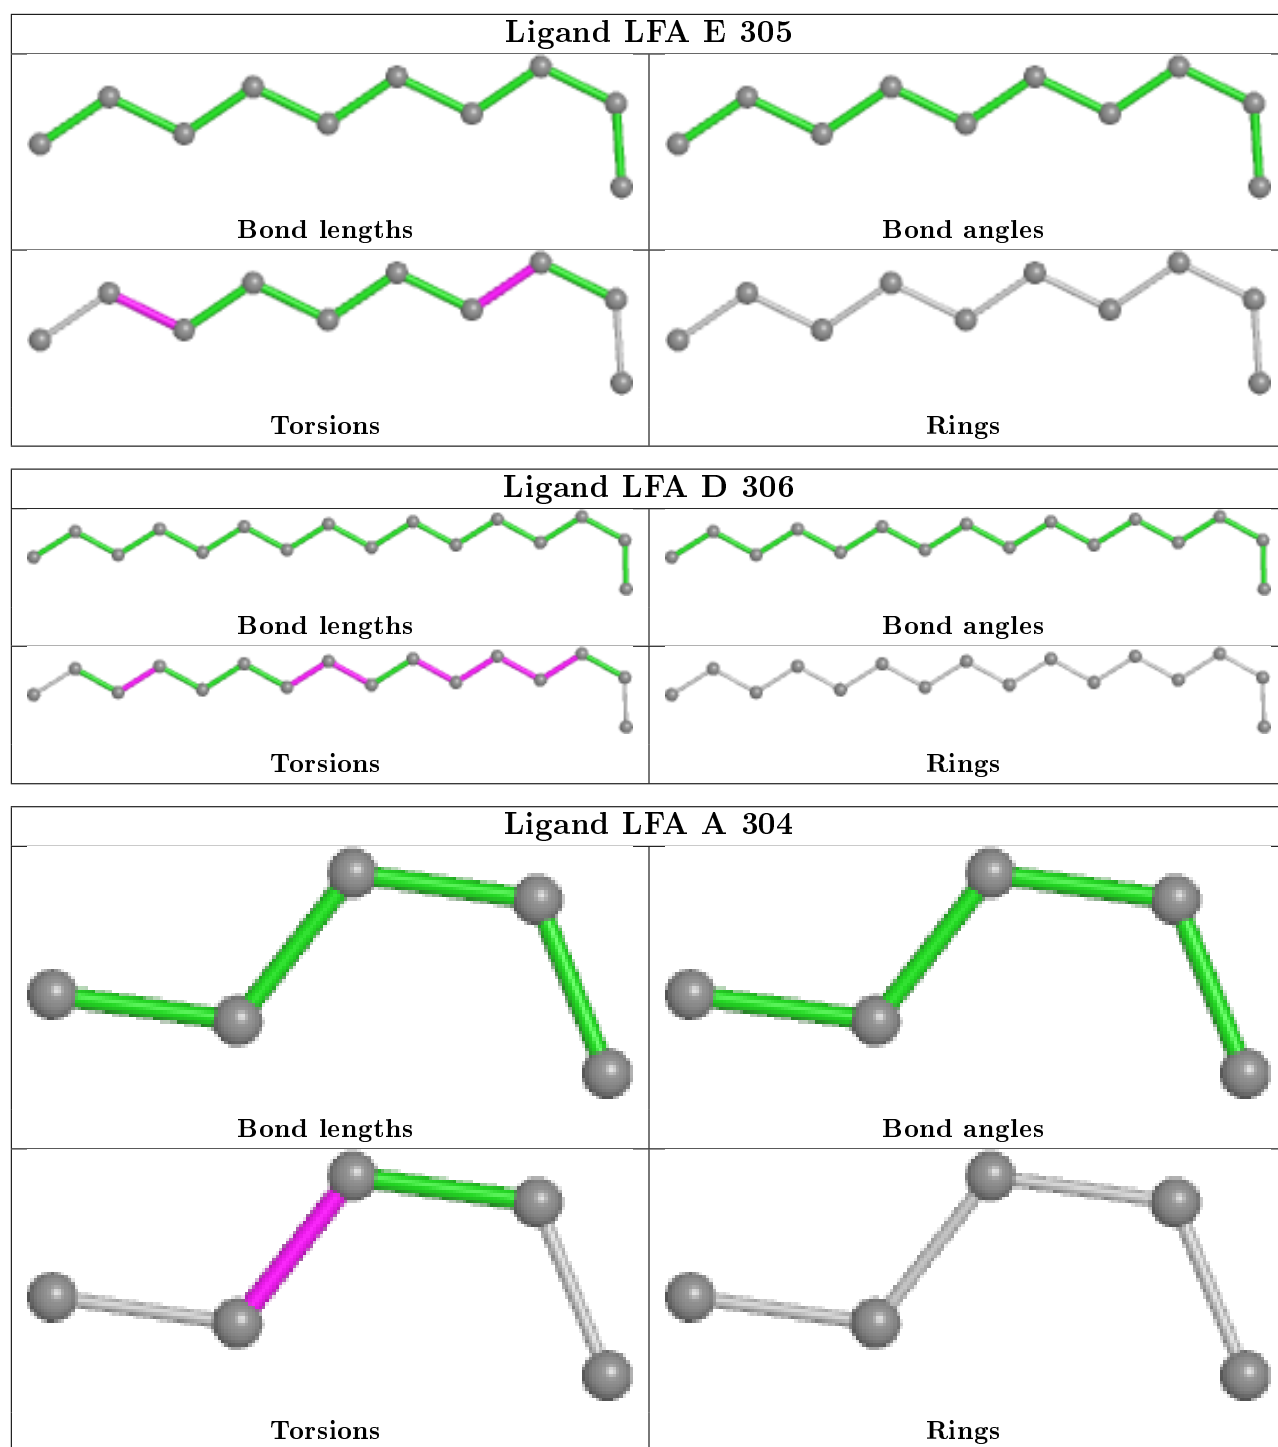 Ligand LFA E 305
Bond lengths
Bond angles
Torsions
Rings
Ligand LFA D 306
Bond lengths
Bond angles
Torsions
Rings
Ligand LFA A 304
Bond lengths
Bond angles
Torsions
Rings